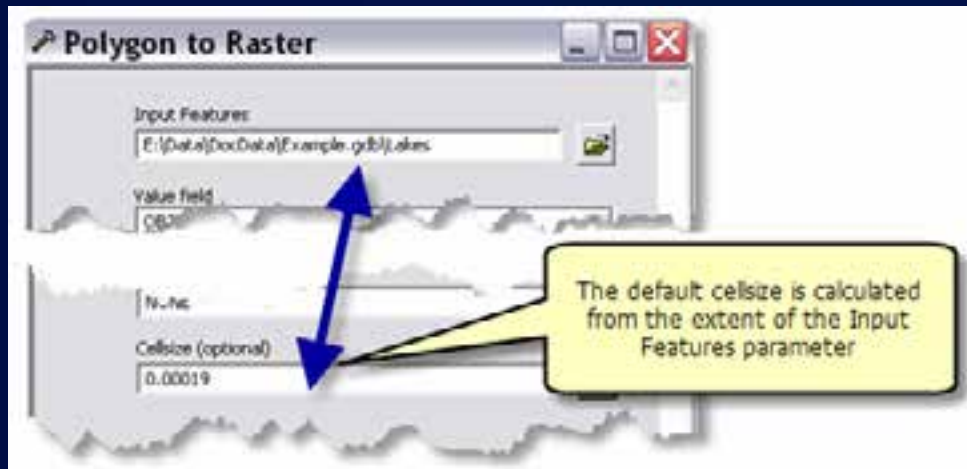 Polygon to Raster
Input Features
E:\Data\DocData\Example.gdb\Lakes
Value field
Cellsize (optional)
0.00019
The default cellsize is calculated
from the extent of the Input
Features parameter